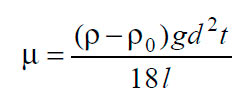 μ = (ρ − ρ₀)gd²t / 18l